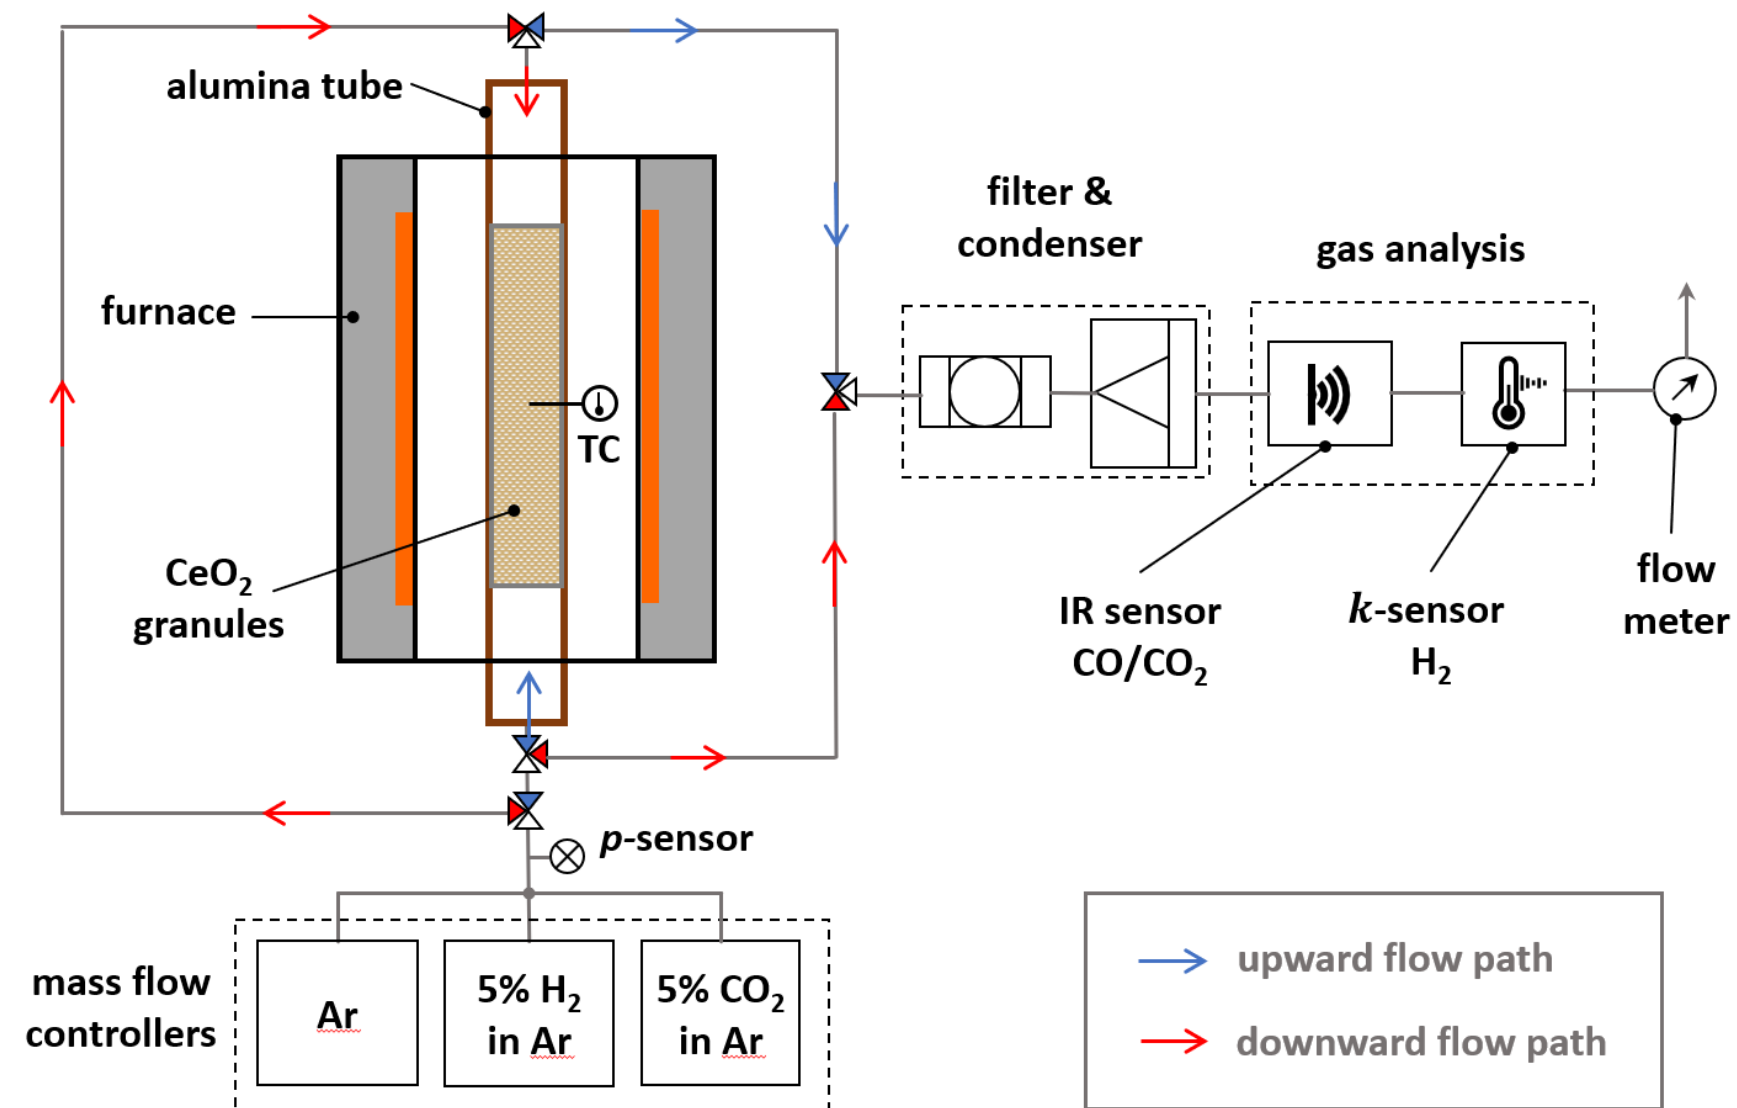 alumina tube
furnace
CeO₂
granules
TC
filter &
condenser
gas analysis
IR sensor
CO/CO₂
k-sensor
H₂
flow
meter
p-sensor
mass flow
controllers
Ar
5% H₂
in Ar
5% CO₂
in Ar
upward flow path
downward flow path